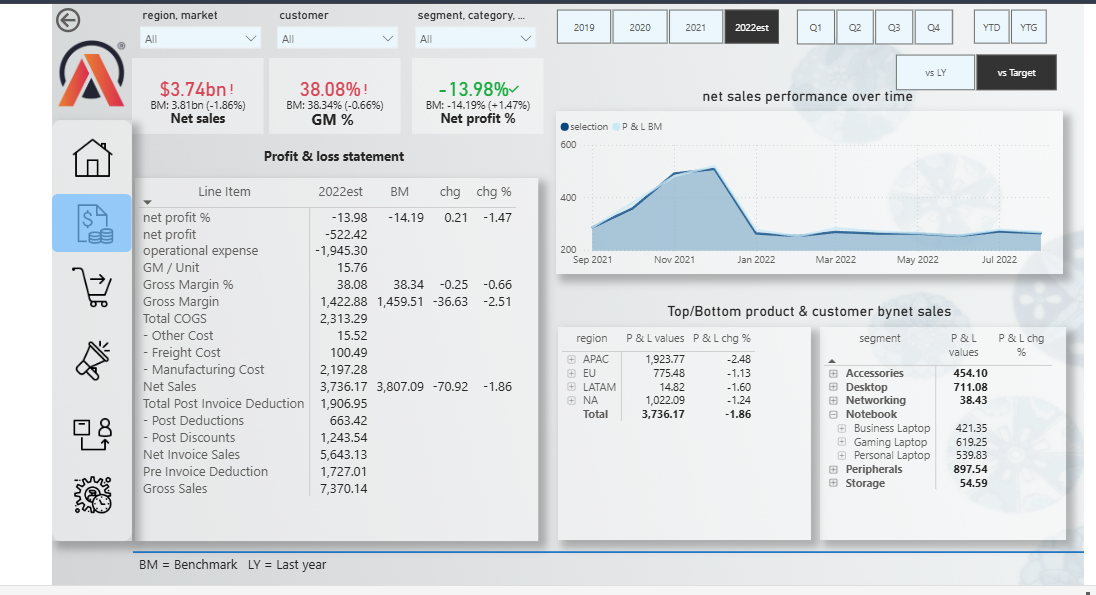 region, market customer segment, category, ...
All All All
2019 2020 2021 2022est Q1 Q2 Q3 Q4 YTD YTG
vs LY vs Target
$3.74bn !
BM: 3.81bn (-1.86%)
Net sales
38.08% !
BM: 38.34% (-0.66%)
GM %
-13.98%✓
BM: -14.19% (+1.47%)
Net profit %
net sales performance over time
selection P & L BM
600
400
200
Sep 2021 Nov 2021 Jan 2022 Mar 2022 May 2022 Jul 2022
Profit & loss statement
Line Item 2022est BM chg chg %
net profit % -13.98 -14.19 0.21 -1.47
net profit -522.42
operational expense -1,945.30
GM / Unit 15.76
Gross Margin % 38.08 38.34 -0.25 -0.66
Gross Margin 1,422.88 1,459.51 -36.63 -2.51
Total COGS 2,313.29
- Other Cost 15.52
- Freight Cost 100.49
- Manufacturing Cost 2,197.28
Net Sales 3,736.17 3,807.09 -70.92 -1.86
Total Post Invoice Deduction 1,906.95
- Post Deductions 663.42
- Post Discounts 1,243.54
Net Invoice Sales 5,643.13
Pre Invoice Deduction 1,727.01
Gross Sales 7,370.14
Top/Bottom product & customer bynet sales
region P & L values P & L chg %
APAC 1,923.77 -2.48
EU 775.48 -1.13
LATAM 14.82 -1.60
NA 1,022.09 -1.24
Total 3,736.17 -1.86
segment P & L values P & L chg %
Accessories 454.10
Desktop 711.08
Networking 38.43
Notebook
Business Laptop 421.35
Gaming Laptop 619.25
Personal Laptop 539.83
Peripherals 897.54
Storage 54.59
BM = Benchmark LY = Last year